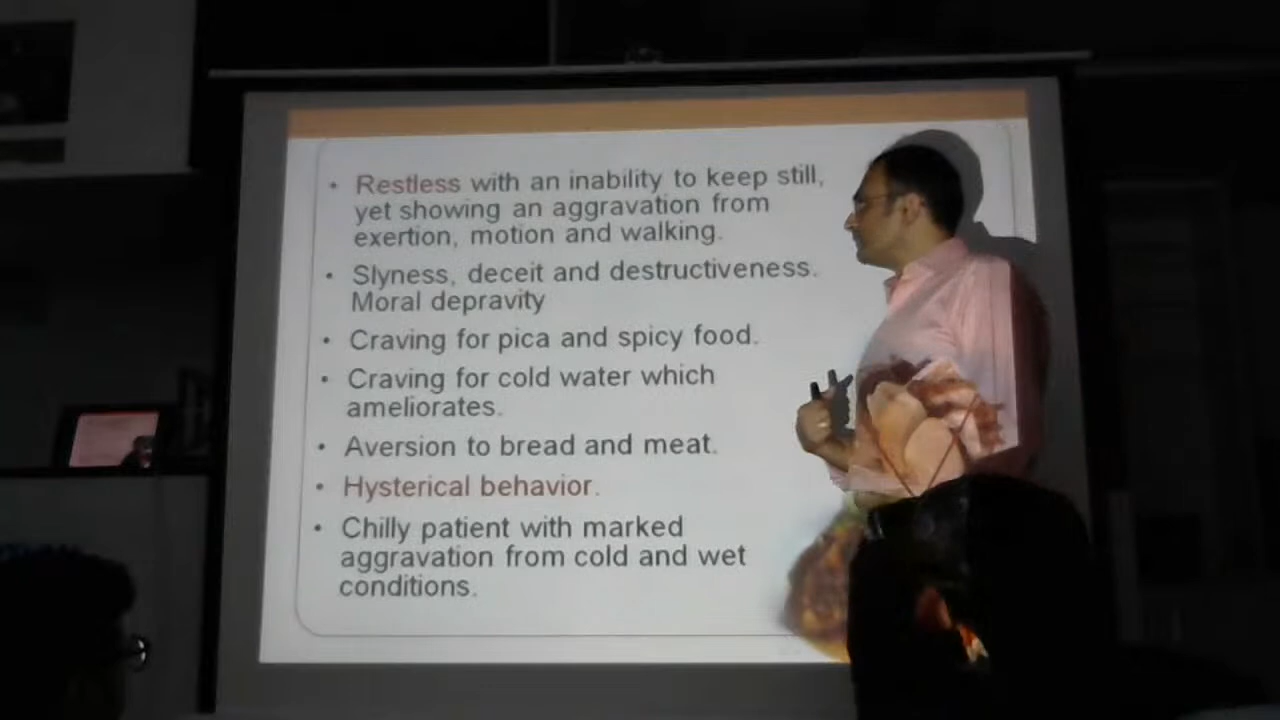 • Restless with an inability to keep still,
yet showing an aggravation from
exertion, motion and walking.
• Slyness, deceit and destructiveness.
Moral depravity
• Craving for pica and spicy food.
• Craving for cold water which
ameliorates.
• Aversion to bread and meat.
• Hysterical behavior.
• Chilly patient with marked
aggravation from cold and wet
conditions.